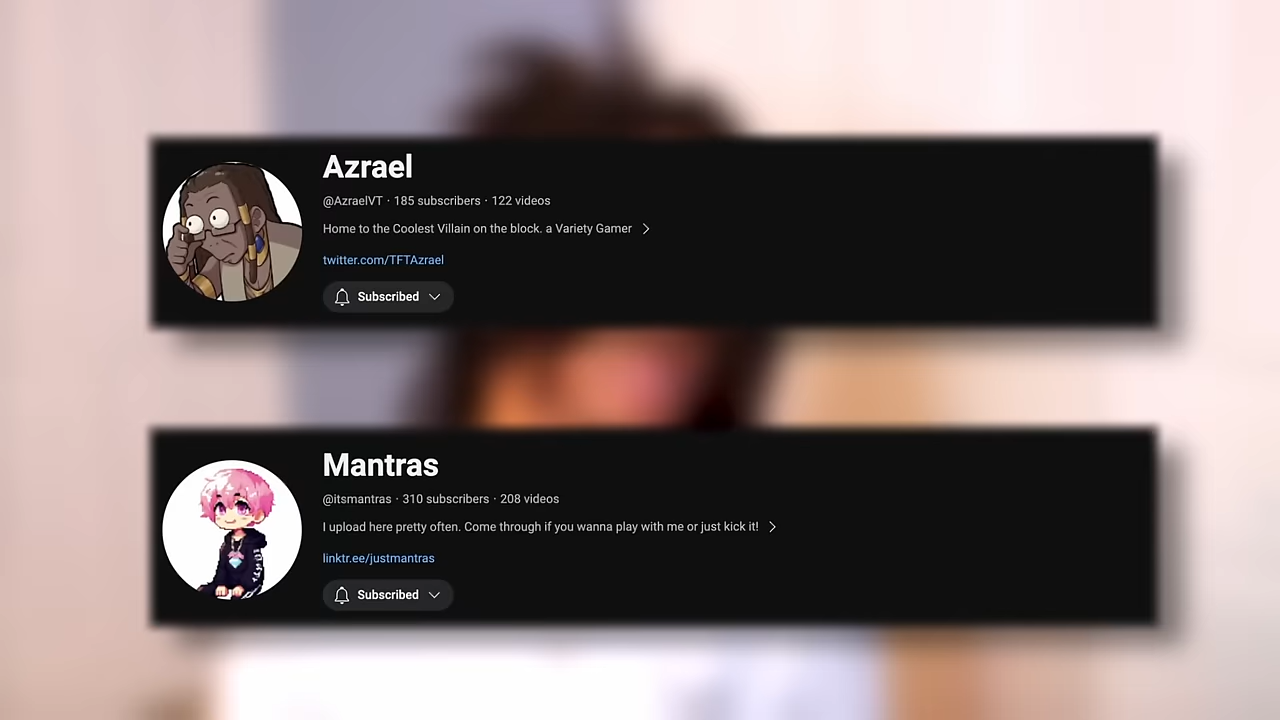 Azrael
@AzraelVT · 185 subscribers · 122 videos
Home to the Coolest Villain on the block. a Variety Gamer
twitter.com/TFTAzrael
Subscribed
Mantras
@itsmantras · 310 subscribers · 208 videos
I upload here pretty often. Come through if you wanna play with me or just kick it!
linktr.ee/justmantras
Subscribed